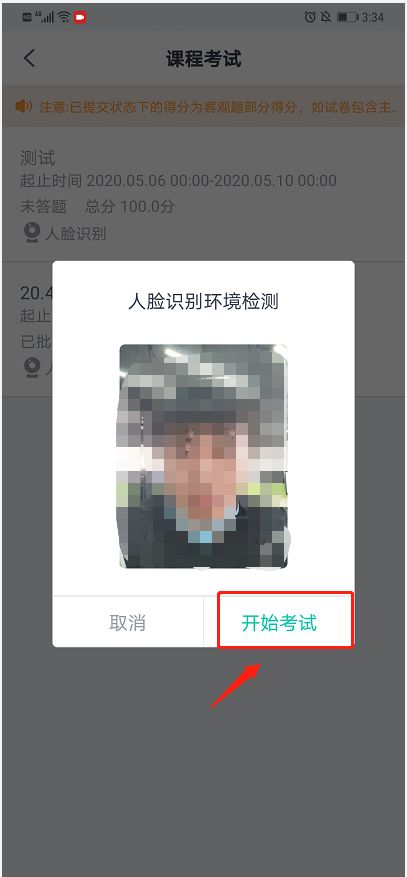 HD 4G 3:34
课程考试
注意:已提交状态下的得分为客观题部分得分，如试卷包含主...
测试
起止时间 2020.05.06 00:00-2020.05.10 00:00
未答题 总分 100.0分
人脸识别
20.4
起止
已批
人脸识别环境检测
取消 开始考试